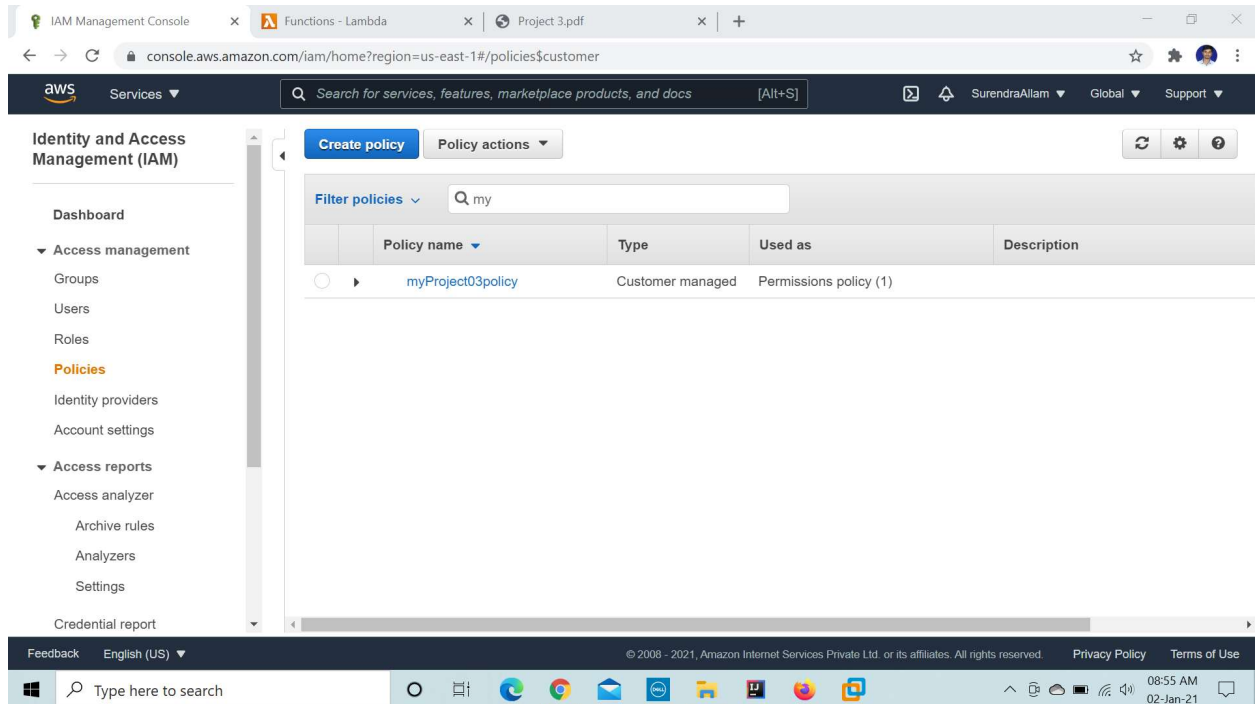 IAM Management Console
Functions - Lambda
Project 3.pdf
console.aws.amazon.com/iam/home?region=us-east-1#/policies$customer
aws
Services
Search for services, features, marketplace products, and docs [Alt+S]
SurendraAllam
Global
Support
Identity and Access
Management (IAM)
Dashboard
Access management
Groups
Users
Roles
Policies
Identity providers
Account settings
Access reports
Access analyzer
Archive rules
Analyzers
Settings
Credential report
Create policy
Policy actions
Filter policies
my
Policy name Type Used as Description
myProject03policy Customer managed Permissions policy (1)
Feedback English (US) © 2008 - 2021, Amazon Internet Services Private Ltd. or its affiliates. All rights reserved. Privacy Policy Terms of Use
Type here to search
DELL
IJ
08:55 AM
02-Jan-21